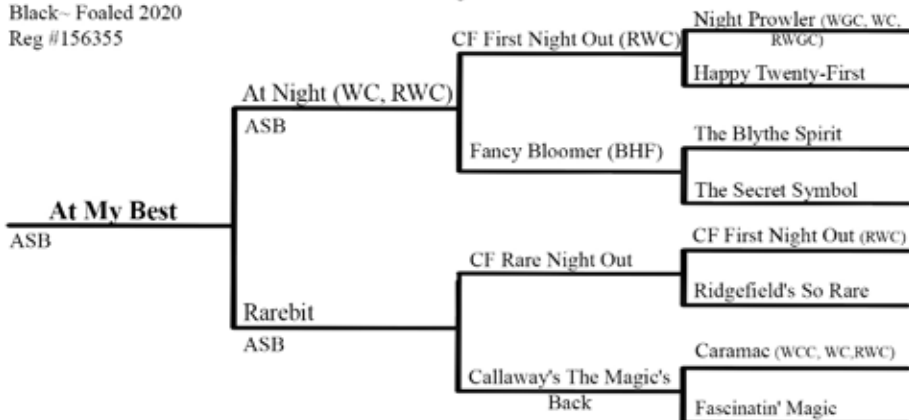 Black~ Foaled 2020
Reg #156355
Night Prowler (WGC, WC,
RWGC)
CF First Night Out (RWC)
Happy Twenty-First
At Night (WC, RWC)
ASB
The Blythe Spirit
Fancy Bloomer (BHF)
The Secret Symbol
At My Best
ASB
CF First Night Out (RWC)
CF Rare Night Out
Ridgefield's So Rare
Rarebit
ASB
Caramac (WCC, WC,RWC)
Callaway's The Magic's
Back
Fascinatin' Magic